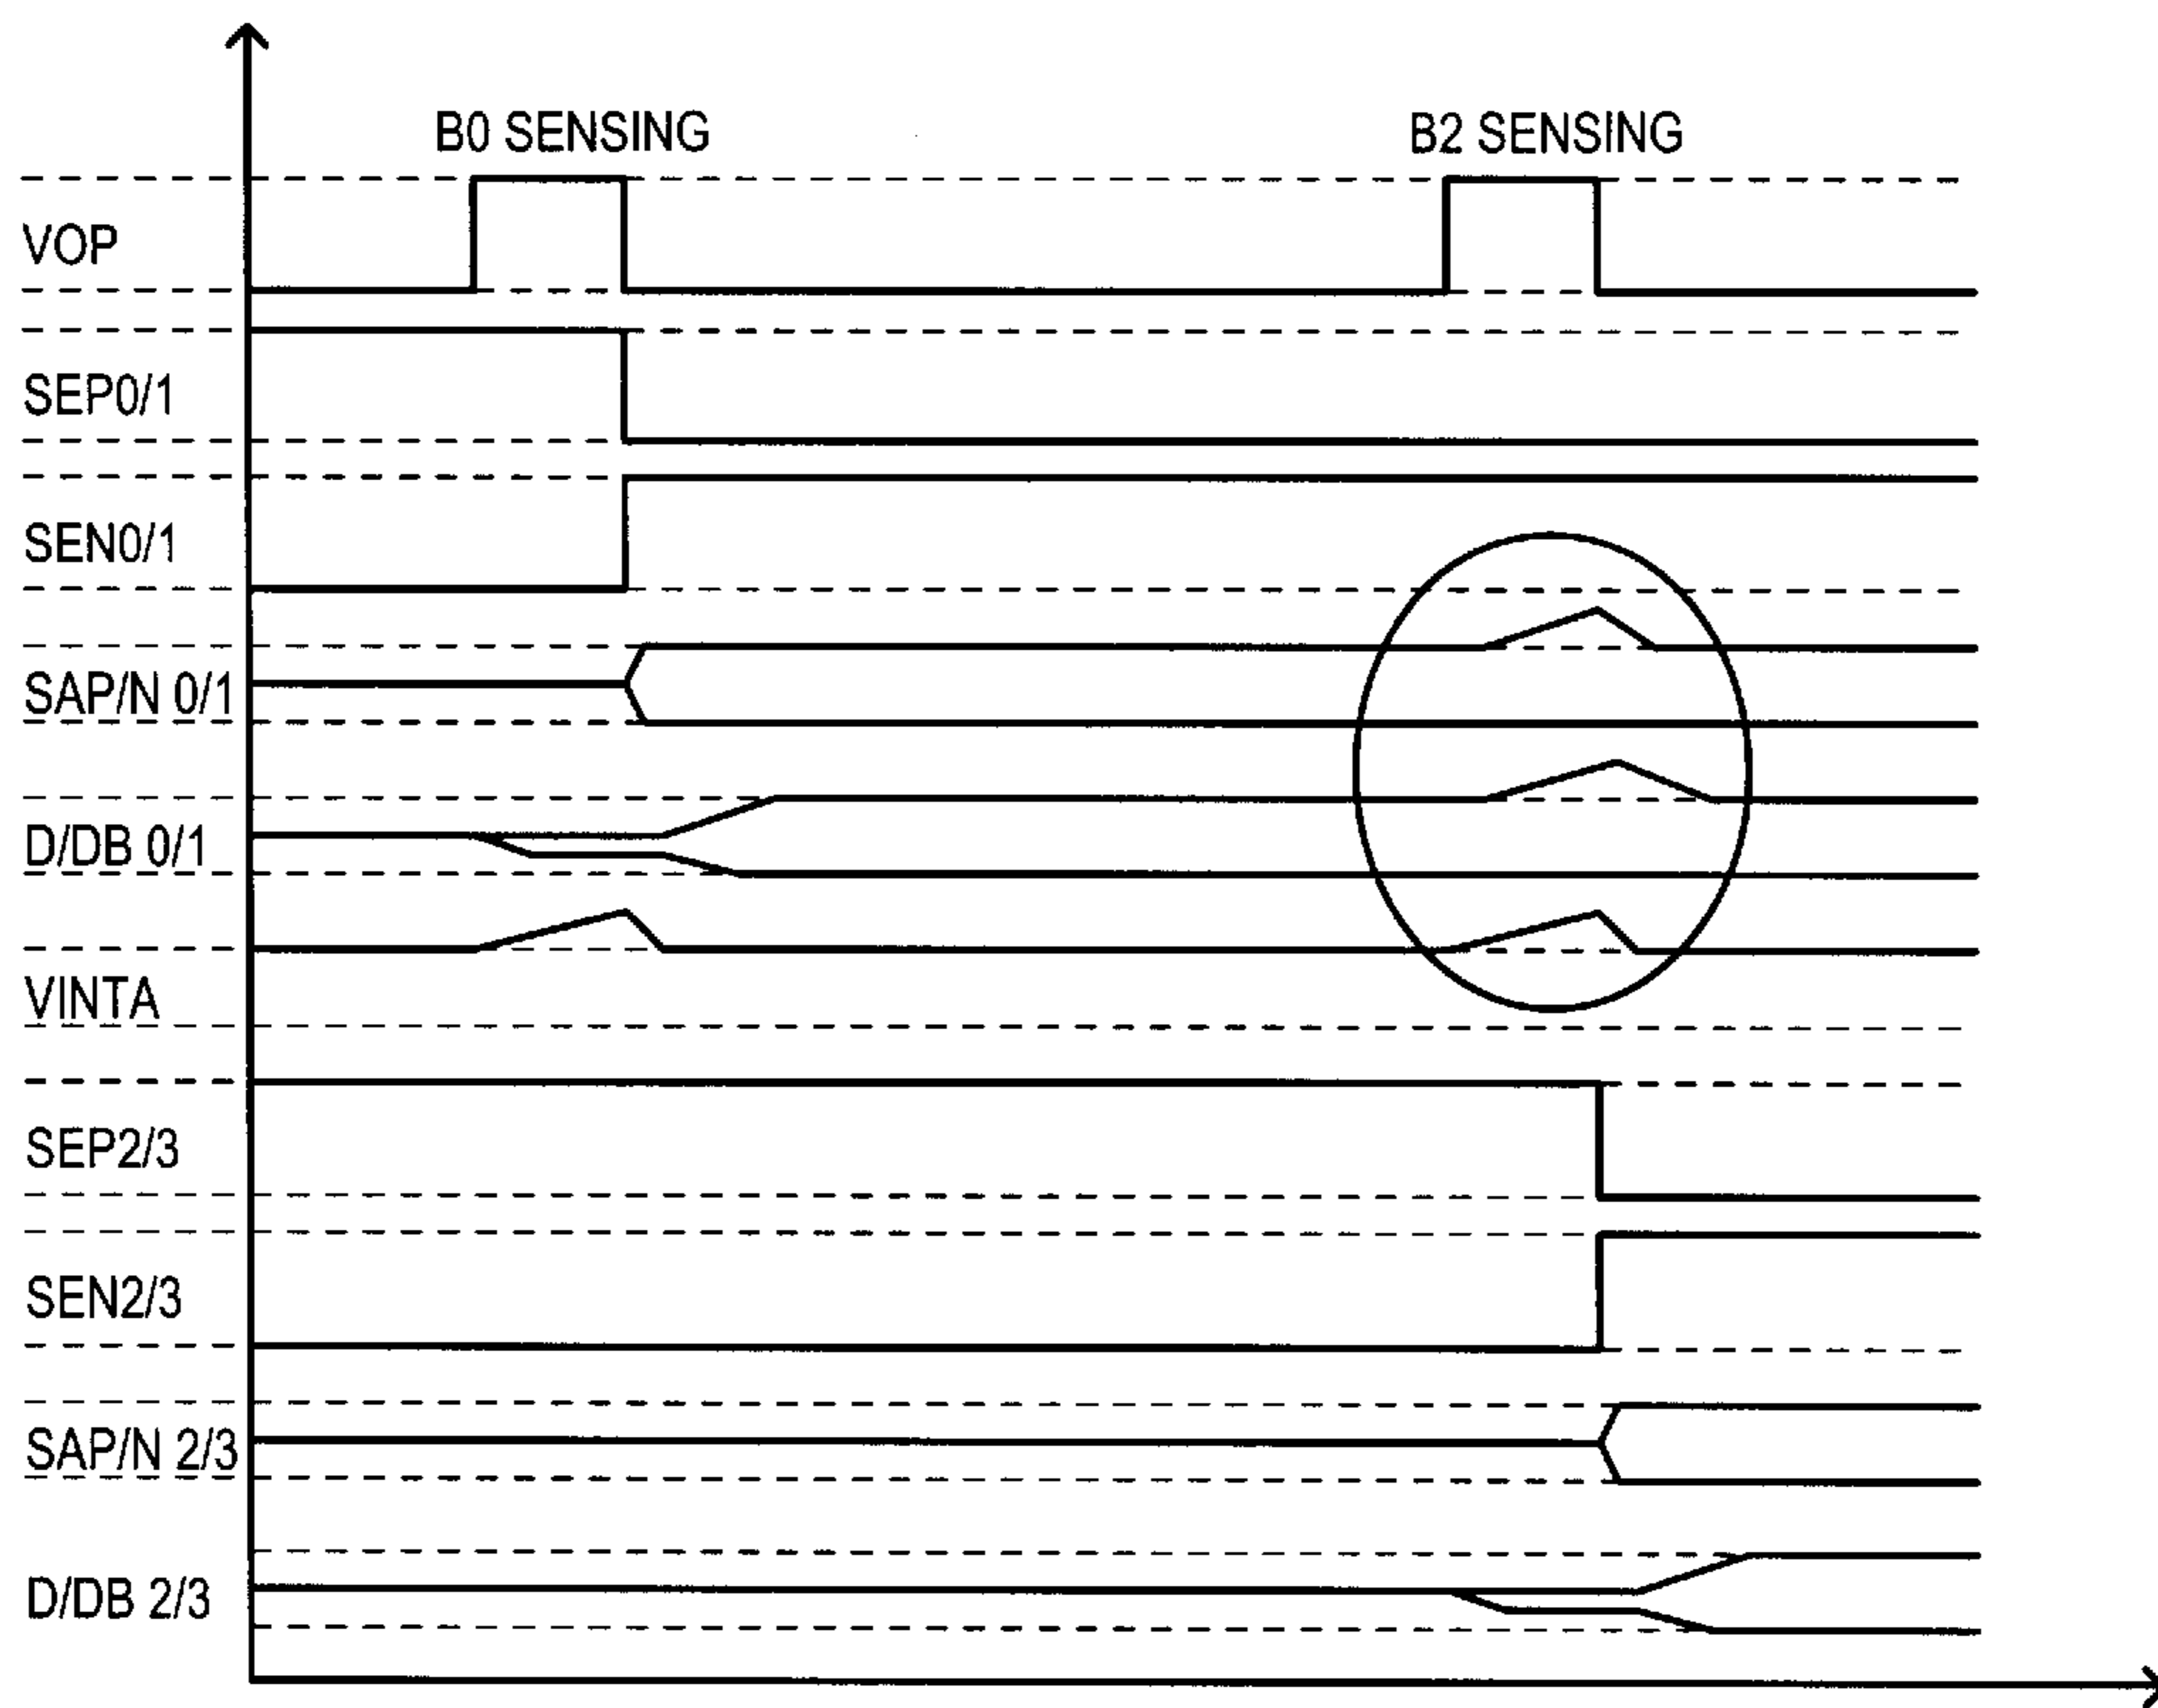 B0 SENSING
B2 SENSING
VOP
SEP0/1
SEN0/1
SAP/N 0/1
D/DB 0/1
VINTA
SEP2/3
SEN2/3
SAP/N 2/3
D/DB 2/3